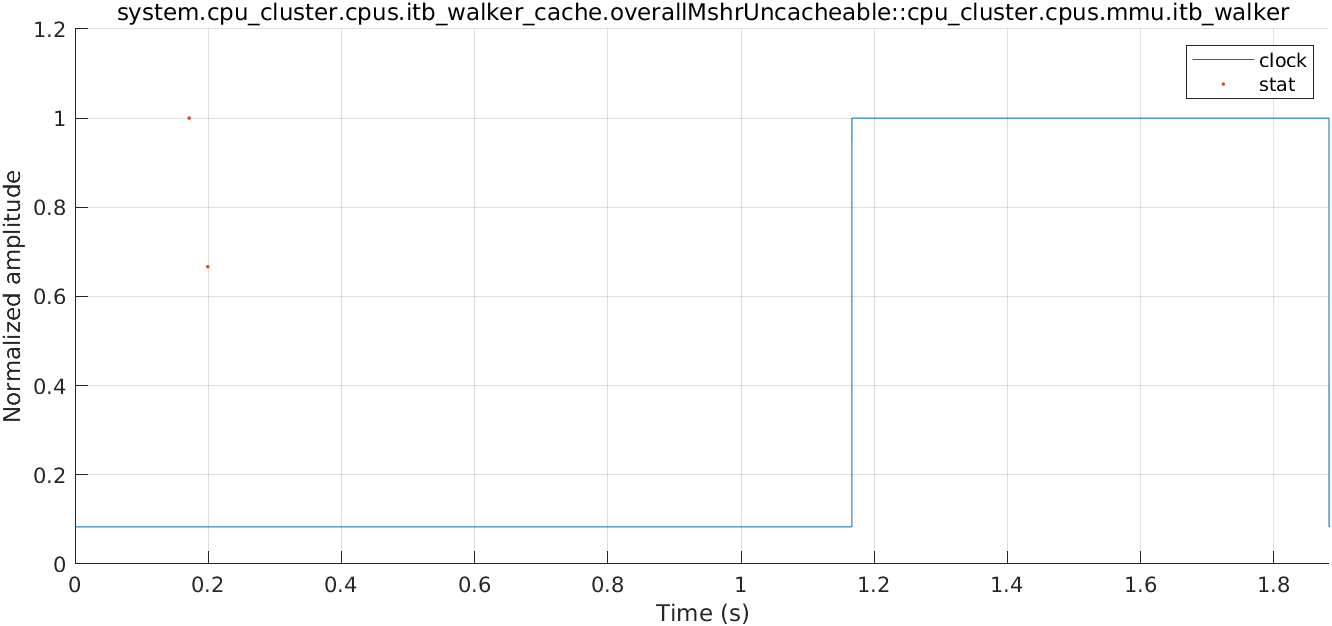 system.cpu_cluster.cpus.itb_walker_cache.overallMshrUncacheable::cpu_cluster.cpus.mmu.itb_walker
clock
stat
Normalized amplitude
1.2
1
0.8
0.6
0.4
0.2
0
0 0.2 0.4 0.6 0.8 1 1.2 1.4 1.6 1.8
Time (s)